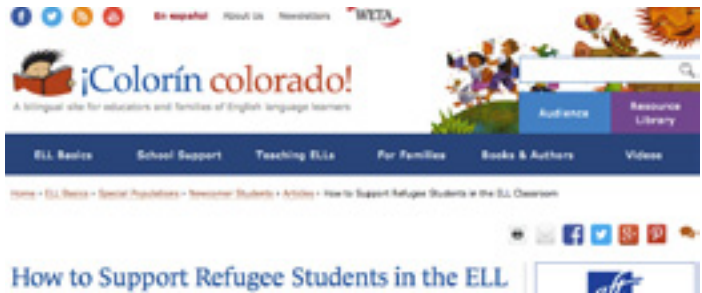 En español About Us Newsletters WETA
¡Colorín colorado!
A bilingual site for educators and families of English language learners
Audience
Resource
Library
ELL Basics School Support Teaching ELLs For Families Books & Authors Videos
Home › ELL Basics › Special Populations › Newcomer Students › Articles › How to Support Refugee Students in the ELL Classroom
How to Support Refugee Students in the ELL
aft